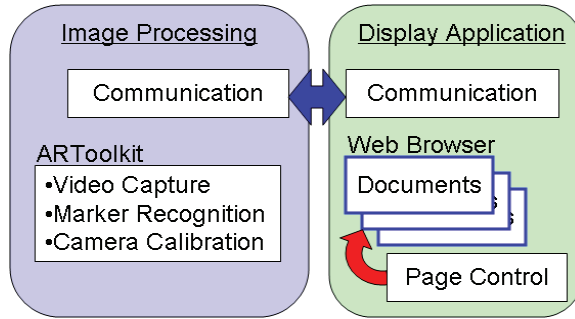 Image Processing
Communication
ARToolkit
•Video Capture
•Marker Recognition
•Camera Calibration
Display Application
Communication
Web Browser
Documents
Page Control